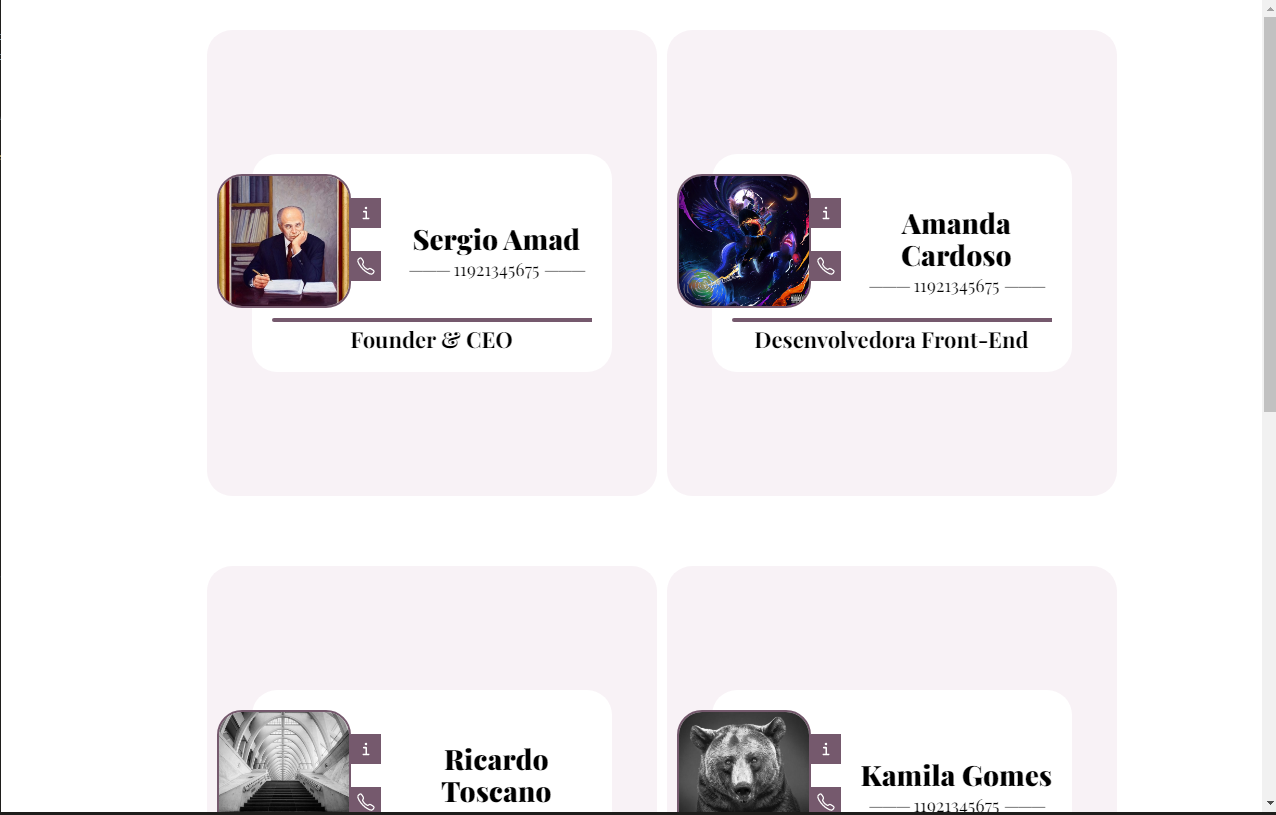 i
Sergio Amad
11921345675
Founder & CEO
i
Amanda
Cardoso
11921345675
Desenvolvedora Front-End
i
Ricardo
Toscano
i
Kamila Gomes
11921345675